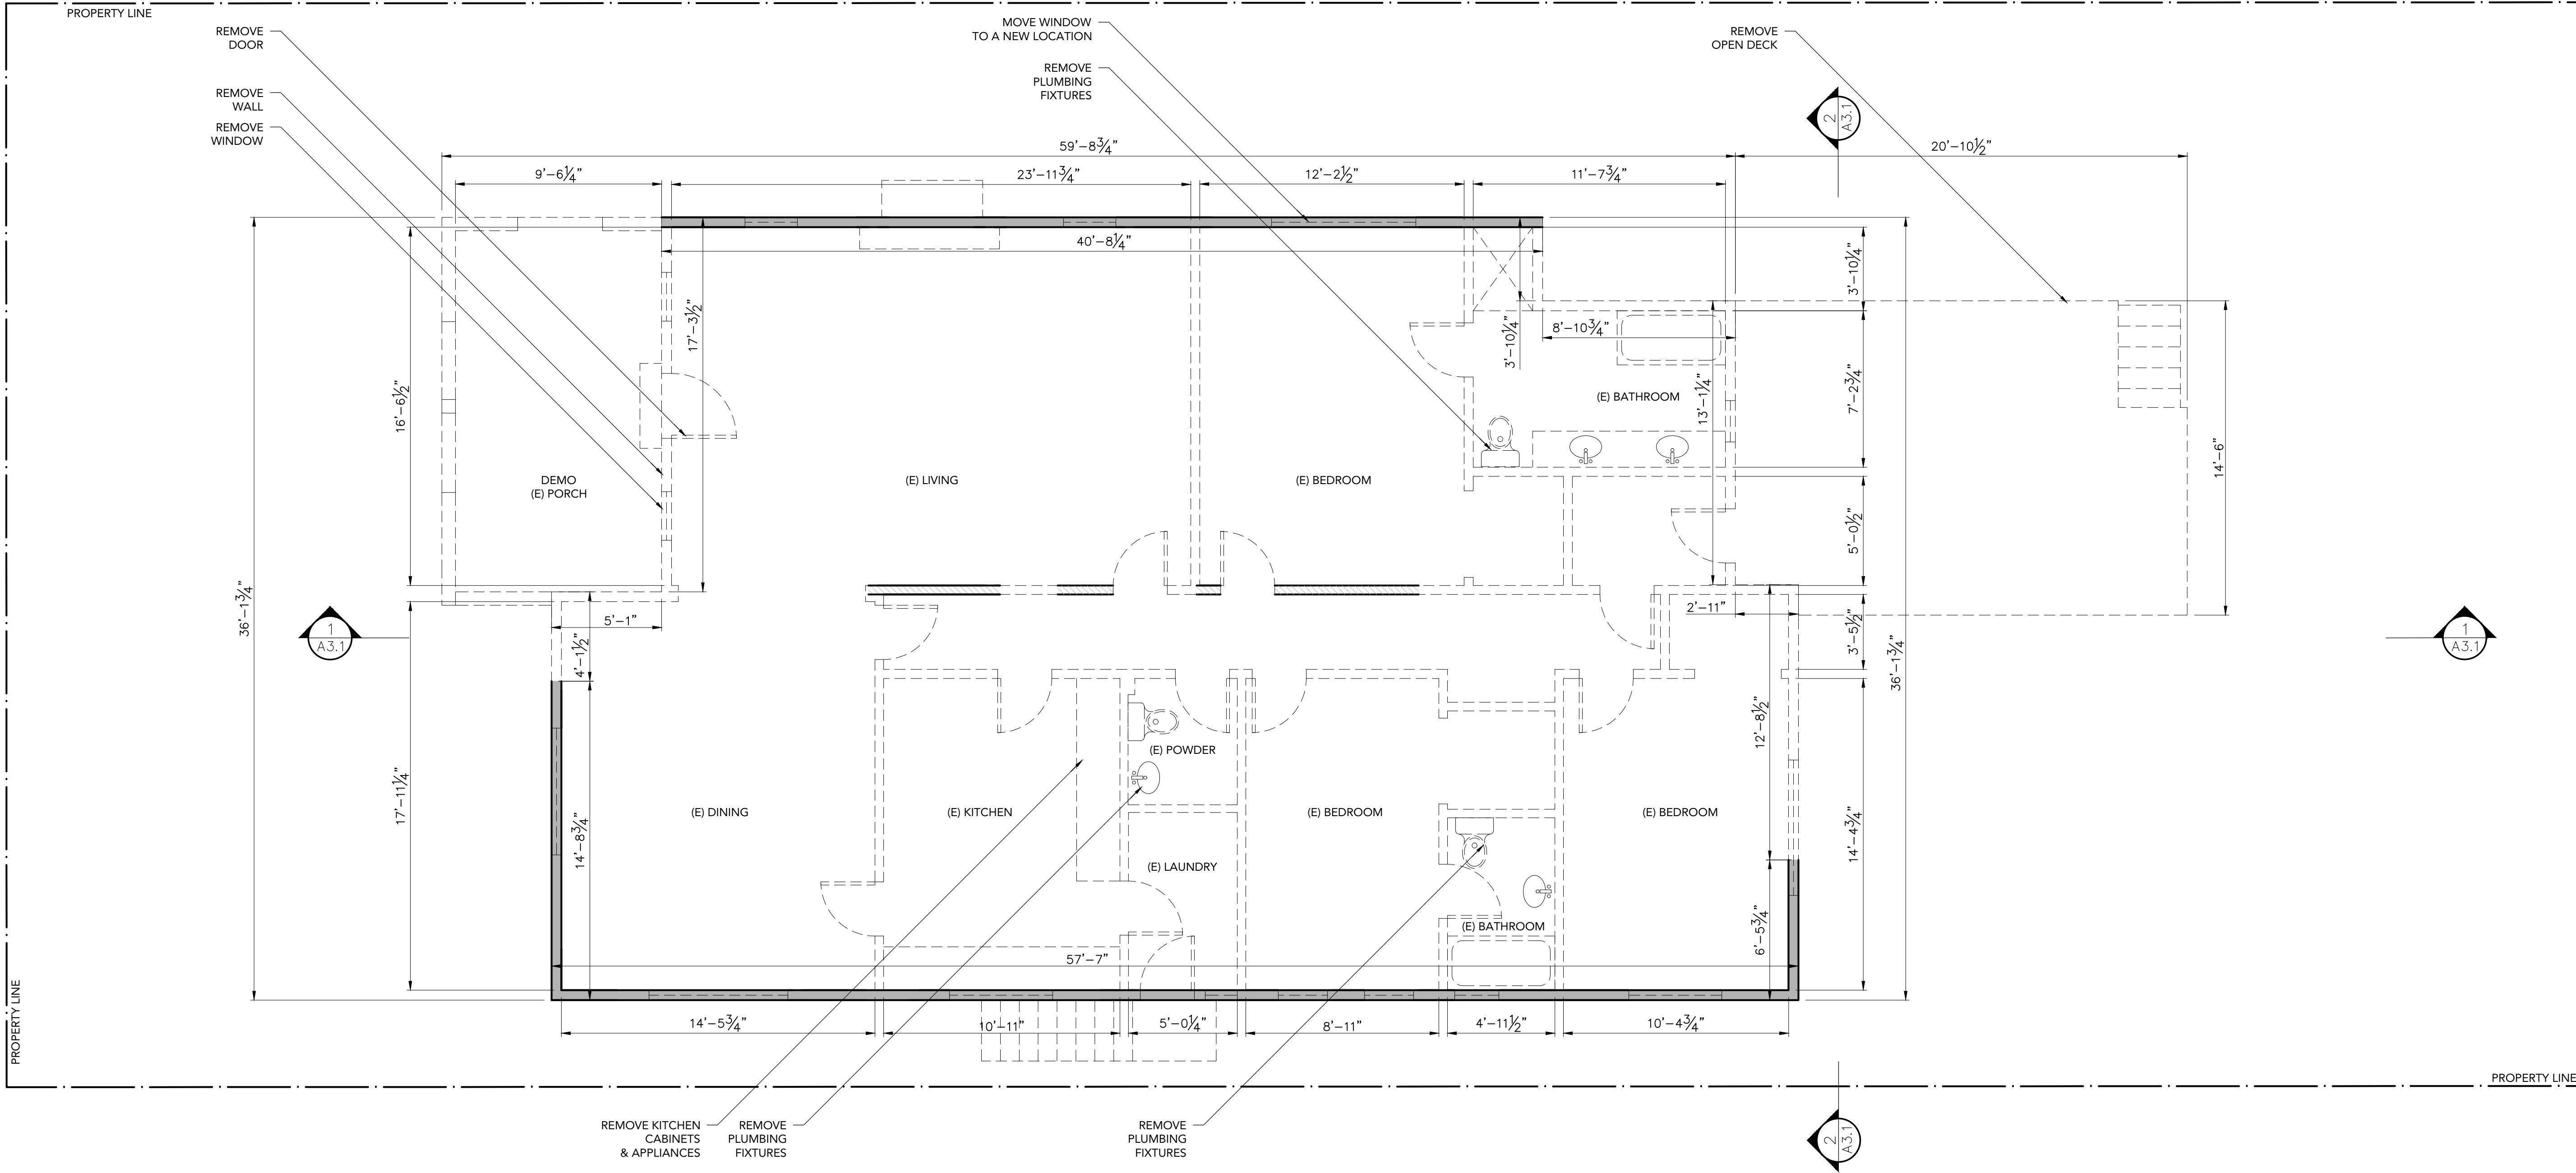 PROPERTY LINE
REMOVE
DOOR
REMOVE
WALL
REMOVE
WINDOW
MOVE WINDOW
TO A NEW LOCATION
REMOVE
PLUMBING
FIXTURES
REMOVE
OPEN DECK
2
A3.1
59'-8¾"
20'-10½"
9'-6¼"
23'-11¾"
12'-2½"
11'-7¾"
40'-8¼"
36'-1¾"
16'-6½"
17'-3½"
3'-10¼"
8'-10¾"
13'-1¼"
3'-10¼"
7'-2¾"
5'-0½"
14'-6"
(E) BATHROOM
DEMO
(E) PORCH
(E) LIVING
(E) BEDROOM
1
A3.1
5'-1"
4'-1½"
2'-11"
3'-5½"
36'-1¾"
1
A3.1
17'-11¼"
14'-8¾"
12'-8½"
14'-4¾"
6'-5¾"
(E) POWDER
(E) DINING
(E) KITCHEN
(E) BEDROOM
(E) BEDROOM
(E) LAUNDRY
(E) BATHROOM
57'-7"
14'-5¾"
10'-11"
5'-0¼"
8'-11"
4'-11½"
10'-4¾"
PROPERTY LINE
PROPERTY LINE
REMOVE KITCHEN
CABINETS
& APPLIANCES
REMOVE
PLUMBING
FIXTURES
REMOVE
PLUMBING
FIXTURES
2
A3.1